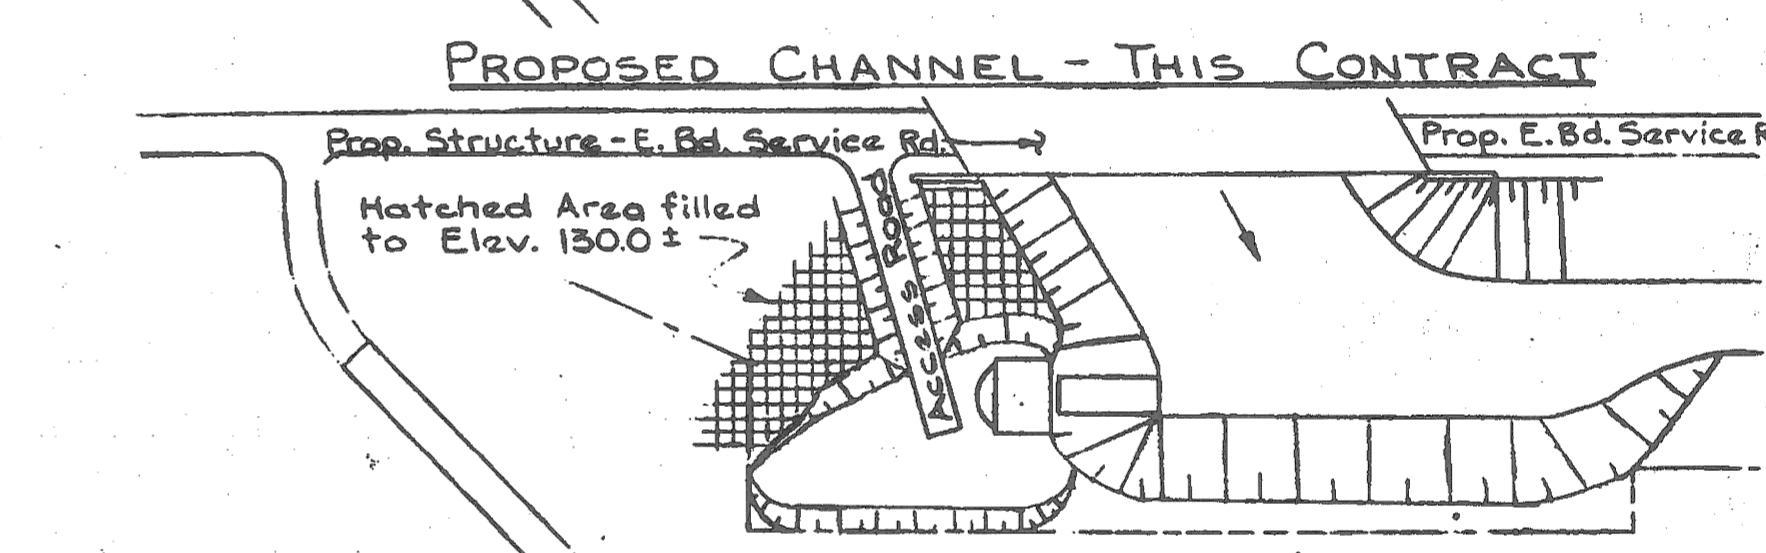 PROPOSED CHANNEL - THIS CONTRACT
Prop. Structure - E. Bd. Service Rd.
Prop. E. Bd. Service R
Hatched Area filled
to Elev. 130.0 ±
Access Road